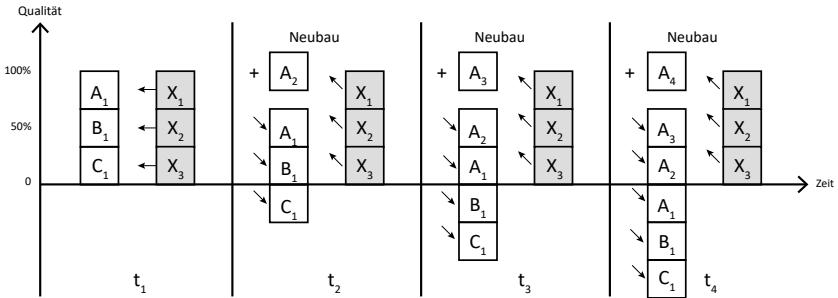 Qualität
Neubau
Neubau
Neubau
100%
50%
0
A1
B1
C1
X1
X2
X3
+
A2
A1
B1
C1
X1
X2
X3
+
A3
A2
A1
B1
C1
X1
X2
X3
+
A4
A3
A2
A1
B1
C1
X1
X2
X3
Zeit
t1
t2
t3
t4